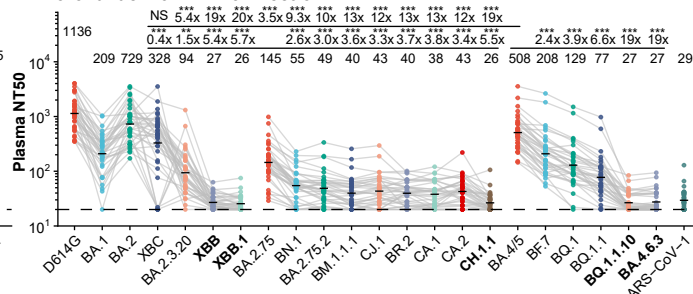 NS 5.4x 19x 20x 3.5x 9.3x 10x 13x 12x 13x 13x 12x 19x
*** *** *** *** *** *** *** *** *** *** *** ***
1136
*** ** *** *** *** *** *** *** *** *** *** *** *** *** *** *** ***
0.4x 1.5x 5.4x 5.7x 2.6x 3.0x 3.6x 3.3x 3.7x 3.8x 3.4x 5.5x 2.4x 3.9x 6.6x 19x 19x
209 729 328 94 27 26 145 55 49 40 43 40 38 43 26 508 208 129 77 27 27 29
Plasma NT50
10⁴
10³
10²
10¹
D614G BA.1 BA.2 XBC BA.2.3.20 XBB XBB.1 BA.2.75 BN.1 BA.2.75.2 BM.1.1.1 CJ.1 BR.2 CA.1 CA.2 CH.1.1 BA.4/5 BF.7 BQ.1 BQ.1.1 BQ.1.1.10 BA.4.6.3 ARS-CoV-1